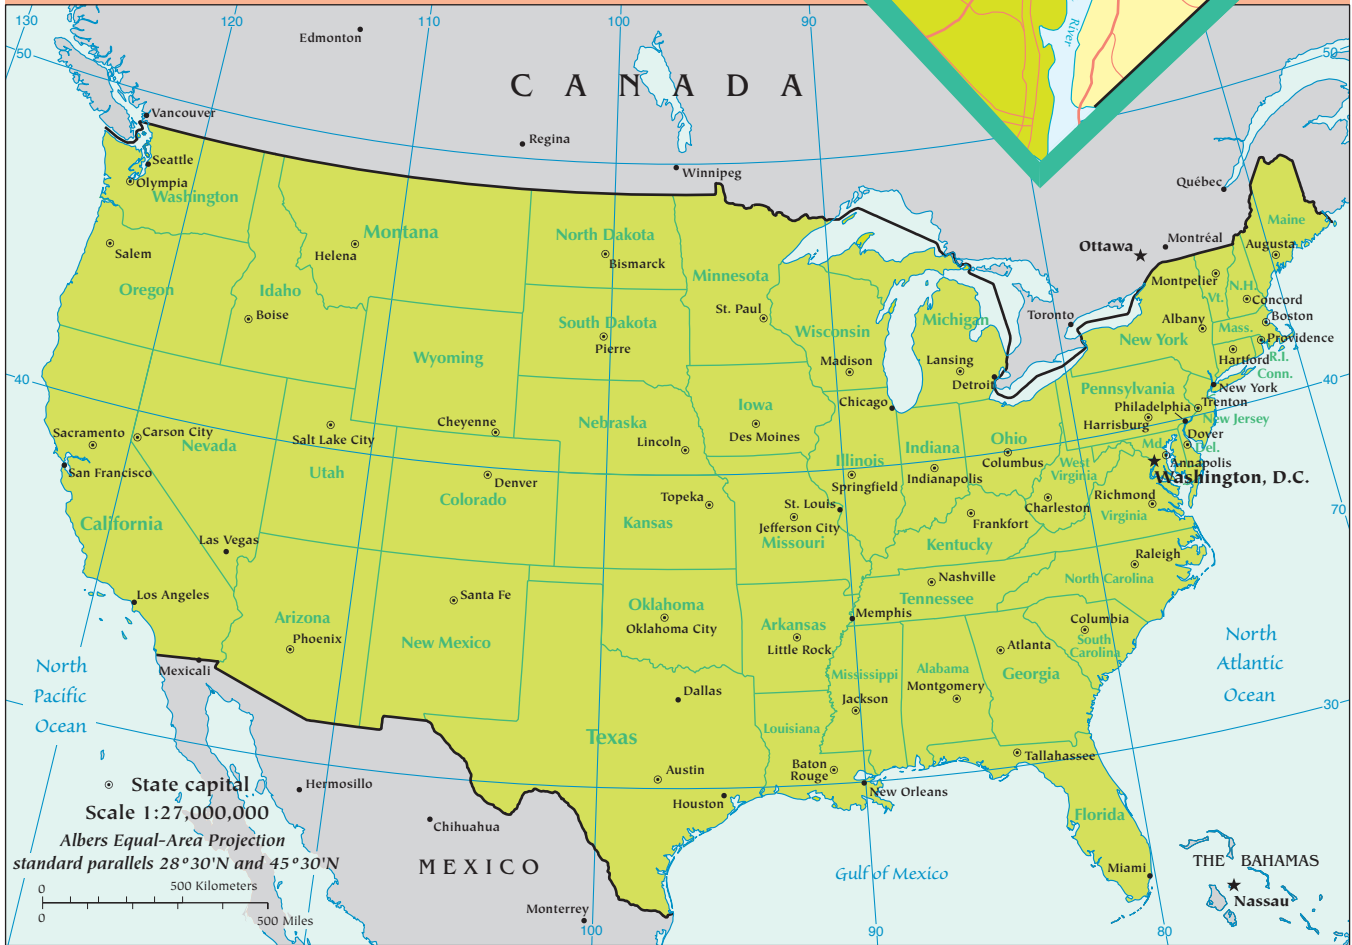 130
120
110
100
90
50
50
Edmonton
CANADA
River
Vancouver
Regina
Winnipeg
Québec
Seattle
Olympia
Washington
Montana
Helena
North Dakota
Bismarck
Minnesota
Maine
Augusta
Ottawa
Montréal
Salem
Oregon
Idaho
Boise
St. Paul
South Dakota
Pierre
Wisconsin
Michigan
Toronto
Montpelier
Vt.
N.H.
Concord
Boston
Albany
Mass.
Providence
New York
Hartford
R.I.
Conn.
Wyoming
Madison
Lansing
Detroit
40
40
Chicago
Pennsylvania
New York
Philadelphia
Trenton
Harrisburg
New Jersey
Iowa
Des Moines
Nebraska
Lincoln
Cheyenne
Salt Lake City
Sacramento
Carson City
Nevada
San Francisco
Utah
Denver
Colorado
Topeka
Kansas
Illinois
Springfield
Indiana
Indianapolis
Ohio
Columbus
West
Virginia
Charleston
Md.
Dover
Del.
Annapolis
Washington, D.C.
Richmond
Virginia
70
St. Louis
Jefferson City
Missouri
Frankfort
Kentucky
California
Las Vegas
Raleigh
North Carolina
Nashville
Tennessee
Los Angeles
Santa Fe
Arizona
Phoenix
New Mexico
Oklahoma
Oklahoma City
Arkansas
Little Rock
Memphis
Columbia
South
Carolina
Atlanta
Georgia
Alabama
Montgomery
Mississippi
Jackson
Mexicali
North
Pacific
Ocean
North
Atlantic
Ocean
30
30
Dallas
Texas
Louisiana
Baton
Rouge
Tallahassee
Austin
Houston
New Orleans
Florida
Miami
Hermosillo
Chihuahua
MEXICO
Monterrey
Gulf of Mexico
THE BAHAMAS
Nassau
State capital
Scale 1:27,000,000
Albers Equal-Area Projection
standard parallels 28°30'N and 45°30'N
0 500 Kilometers
0 500 Miles
100
90
80